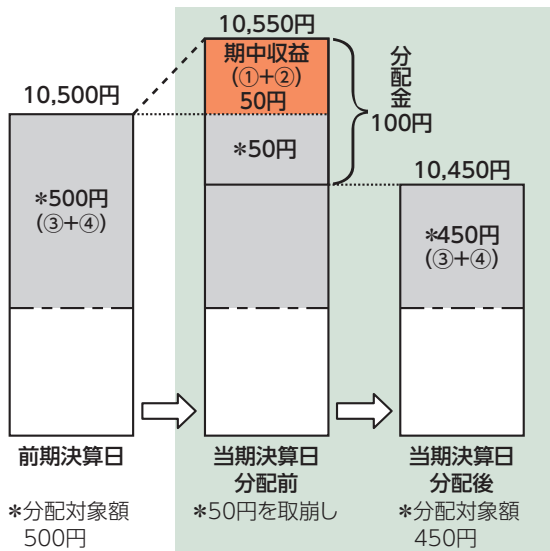 10,500円
*500円
(③+④)
前期決算日
*分配対象額
500円
10,550円
期中収益
(①+②)
50円
*50円
分配金
100円
当期決算日
分配前
*50円を取崩し
10,450円
*450円
(③+④)
当期決算日
分配後
*分配対象額
450円